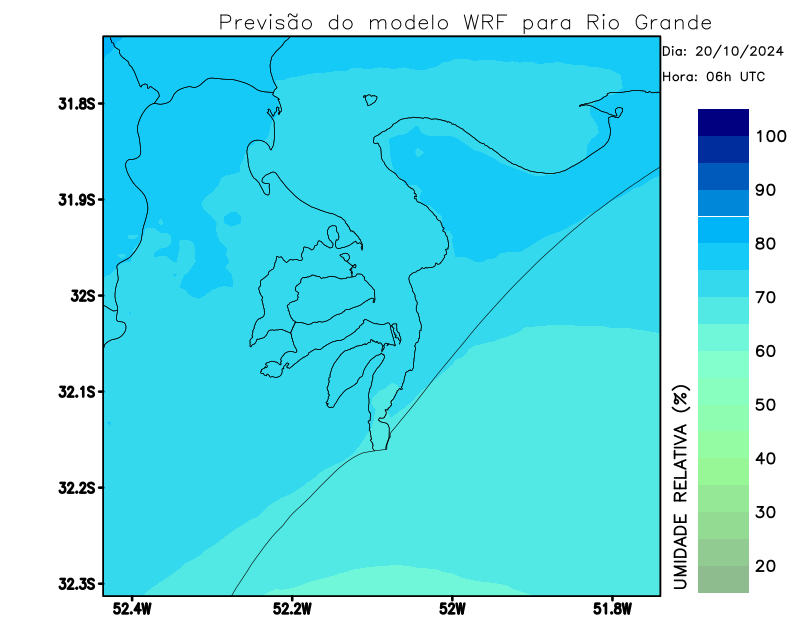 Previsão do modelo WRF para Rio Grande
Dia: 20/10/2024
Hora: 06h UTC
31.8S
31.9S
32S
32.1S
32.2S
32.3S
52.4W
52.2W
52W
51.8W
100
90
80
70
60
50
40
30
20
UMIDADE RELATIVA (%)